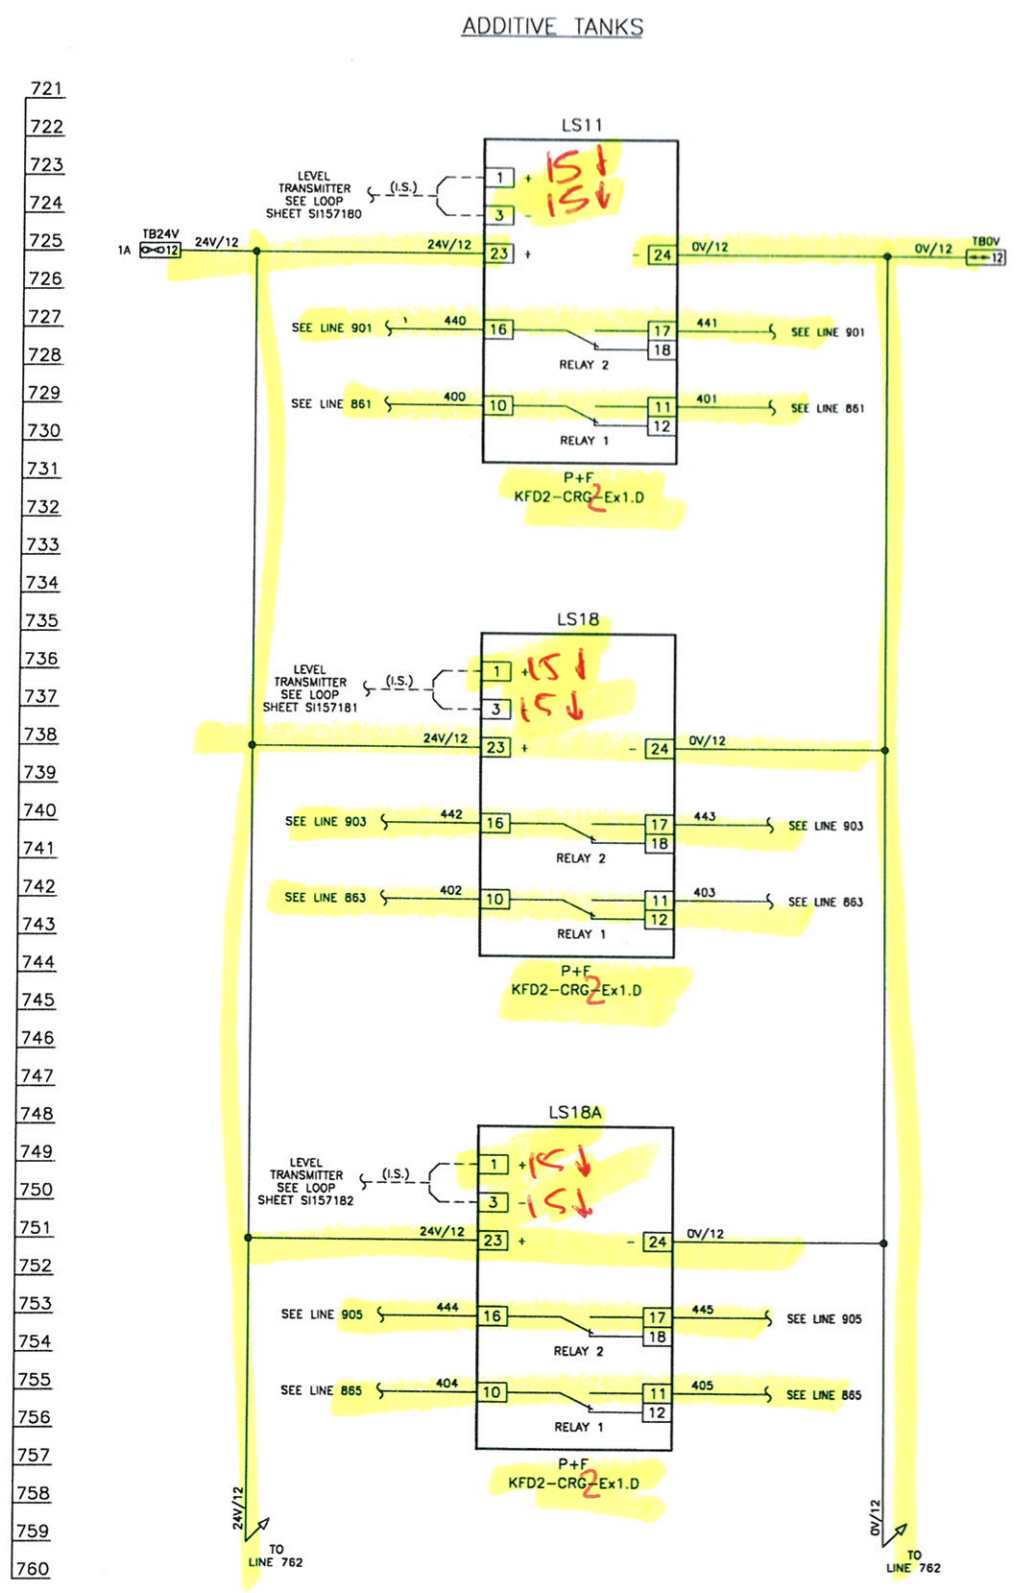 ADDITIVE TANKS
721
722
LS11
723
LEVEL TRANSMITTER SEE LOOP SHEET SI157180
(I.S.)
1 + 15↓
724
3 - 15↓
725
1A TB24V 12 24V/12 24V/12 23 + - 24 0V/12 0V/12 TB0V 12
726
727
SEE LINE 901 440 16 17 441 SEE LINE 901
18
728
RELAY 2
729
SEE LINE 861 400 10 11 401 SEE LINE 861
12
730
RELAY 1
731
P+F
KFD2-CRG2-Ex1.D
732
733
734
735
LS18
736
LEVEL TRANSMITTER SEE LOOP SHEET SI157181
(I.S.)
1 + 15↓
737
3 - 15↓
738
24V/12 23 + - 24 0V/12
739
740
SEE LINE 903 442 16 17 443 SEE LINE 903
18
741
RELAY 2
742
SEE LINE 863 402 10 11 403 SEE LINE 863
12
743
RELAY 1
744
P+F
KFD2-CRG2-Ex1.D
745
746
747
748
LS18A
749
LEVEL TRANSMITTER SEE LOOP SHEET SI157182
(I.S.)
1 + 15↓
750
3 - 15↓
751
24V/12 23 + - 24 0V/12
752
753
SEE LINE 905 444 16 17 445 SEE LINE 905
18
754
RELAY 2
755
SEE LINE 865 404 10 11 405 SEE LINE 865
12
756
RELAY 1
757
P+F
KFD2-CRG2-Ex1.D
758
24V/12
0V/12
759
TO LINE 762
TO LINE 762
760